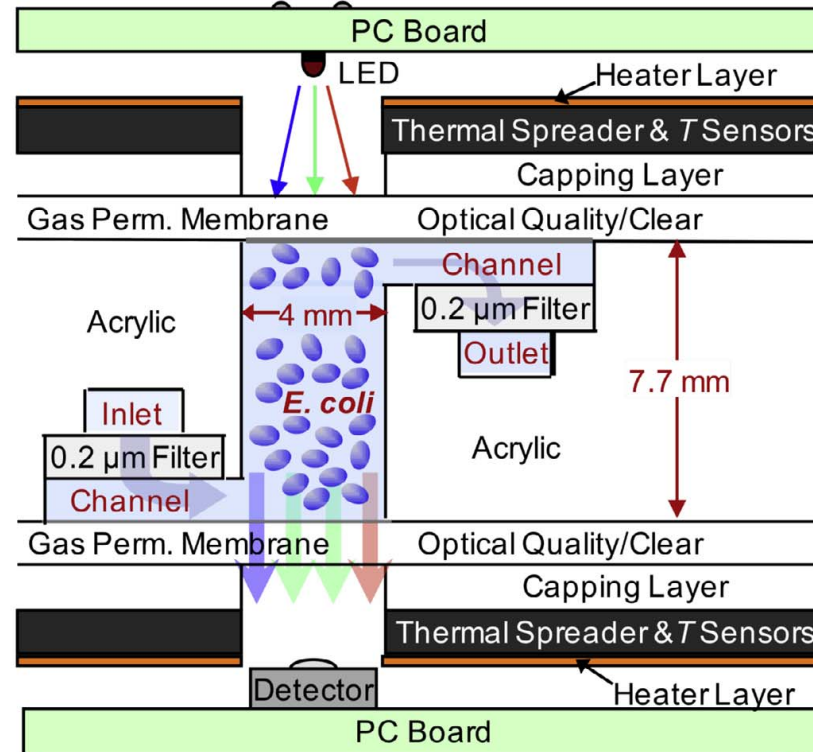 PC Board
LED
Heater Layer
Thermal Spreader & T Sensors
Capping Layer
Gas Perm. Membrane
Optical Quality/Clear
Channel
0.2 µm Filter
Outlet
4 mm
Acrylic
7.7 mm
E. coli
Inlet
0.2 µm Filter
Channel
Acrylic
Gas Perm. Membrane
Optical Quality/Clear
Capping Layer
Thermal Spreader & T Sensors
Detector
Heater Layer
PC Board